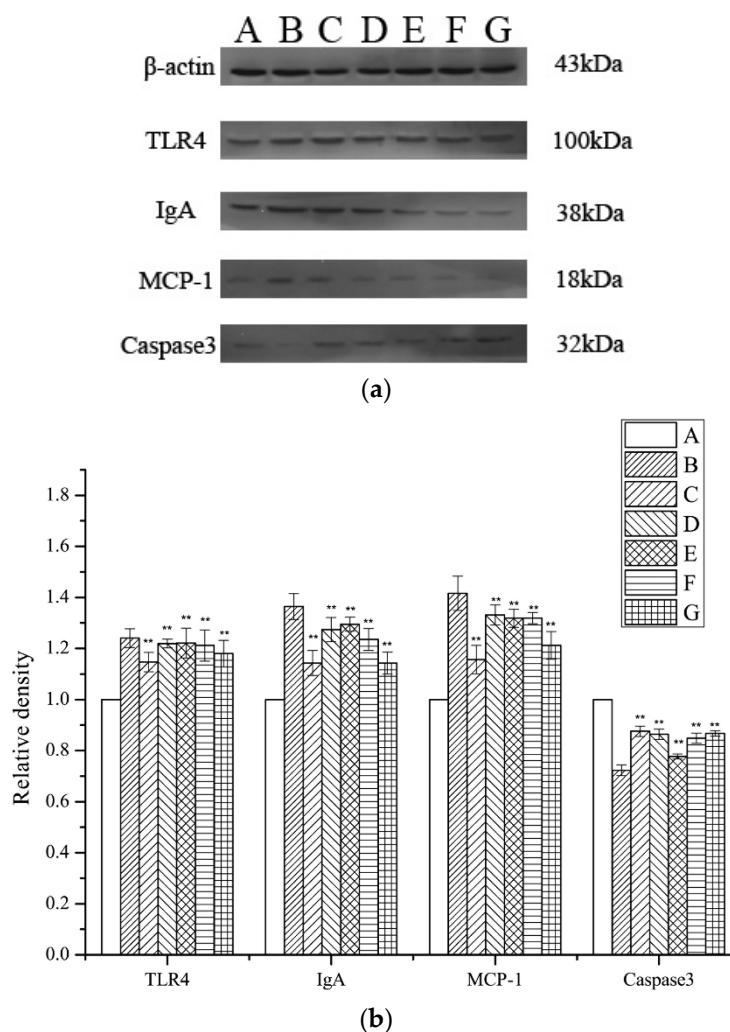 A B C D E F G
β-actin 43kDa
TLR4 100kDa
IgA 38kDa
MCP-1 18kDa
Caspase3 32kDa
(a)
A
B
C
D
E
F
G
1.8
1.6
1.4
1.2
1.0
0.8
0.6
0.4
0.2
0.0
Relative density
** ** ** ** **
** ** ** ** **
** ** ** ** **
** ** ** ** **
TLR4 IgA MCP-1 Caspase3
(b)